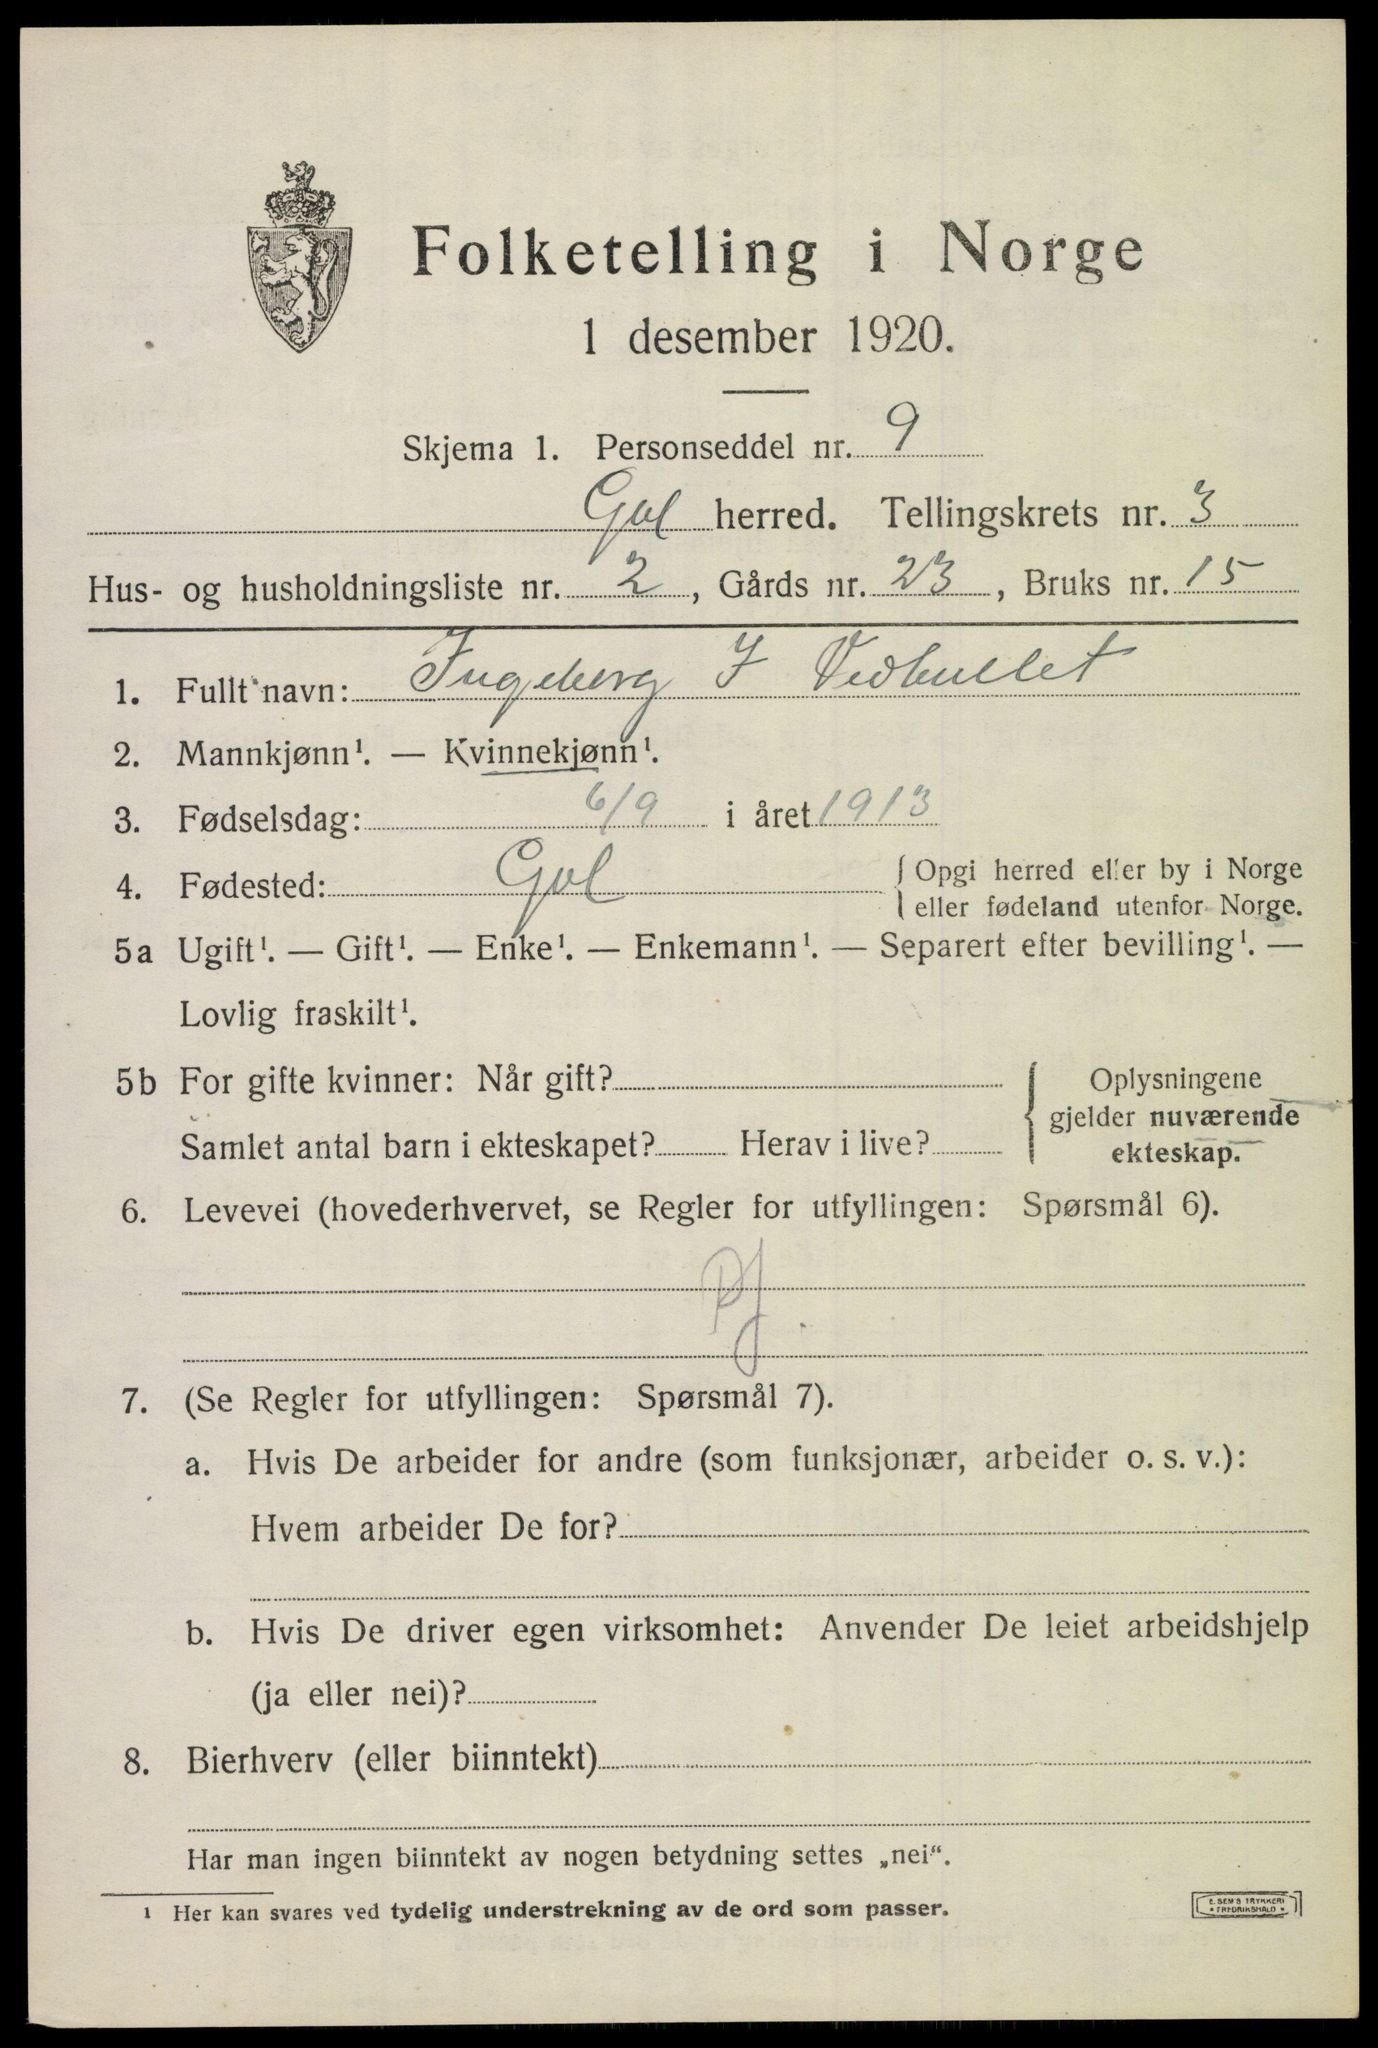 Folketelling i Norge
1 desember 1920.
Skjema 1. Personseddel nr. 9
Gol herred. Tellingskrets nr. 3
Hus- og husholdningsliste nr. 2, Gårds nr. 23, Bruks nr. 15
1. Fullt navn: Ingeberg I Vedhullet
2. Mannkjønn¹. — Kvinnekjønn¹.
3. Fødselsdag: 6/9 i året 1913
4. Fødested: Gol { Opgi herred eller by i Norge
eller fødeland utenfor Norge.
5a Ugift¹. — Gift¹. — Enke¹. — Enkemann¹. — Separert efter bevilling¹. —
Lovlig fraskilt¹.
5b For gifte kvinner: Når gift? { Oplysningene
gjelder nuværende
Samlet antal barn i ekteskapet? Herav i live? ekteskap.
6. Levevei (hovederhvervet, se Regler for utfyllingen: Spørsmål 6).
7. (Se Regler for utfyllingen: Spørsmål 7).
a. Hvis De arbeider for andre (som funksjonær, arbeider o. s. v.):
Hvem arbeider De for?
b. Hvis De driver egen virksomhet: Anvender De leiet arbeidshjelp
(ja eller nei)?
8. Bierhverv (eller biinntekt)
Har man ingen biinntekt av nogen betydning settes „nei“.
¹ Her kan svares ved tydelig understrekning av de ord som passer.
E. SEM'S TRYKKERI
• FREDRIKSHALD •